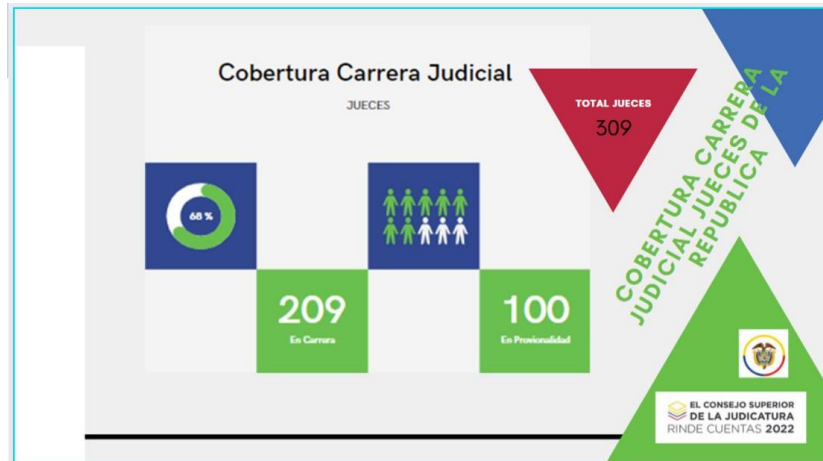 Cobertura Carrera Judicial
JUECES
TOTAL JUECES
309
COBERTURA CARRERA
JUDICIAL JUECES DE LA
REPUBLICA
68 %
209
En Carrera
100
En Provionalidad
EL CONSEJO SUPERIOR
DE LA JUDICATURA
RINDE CUENTAS 2022